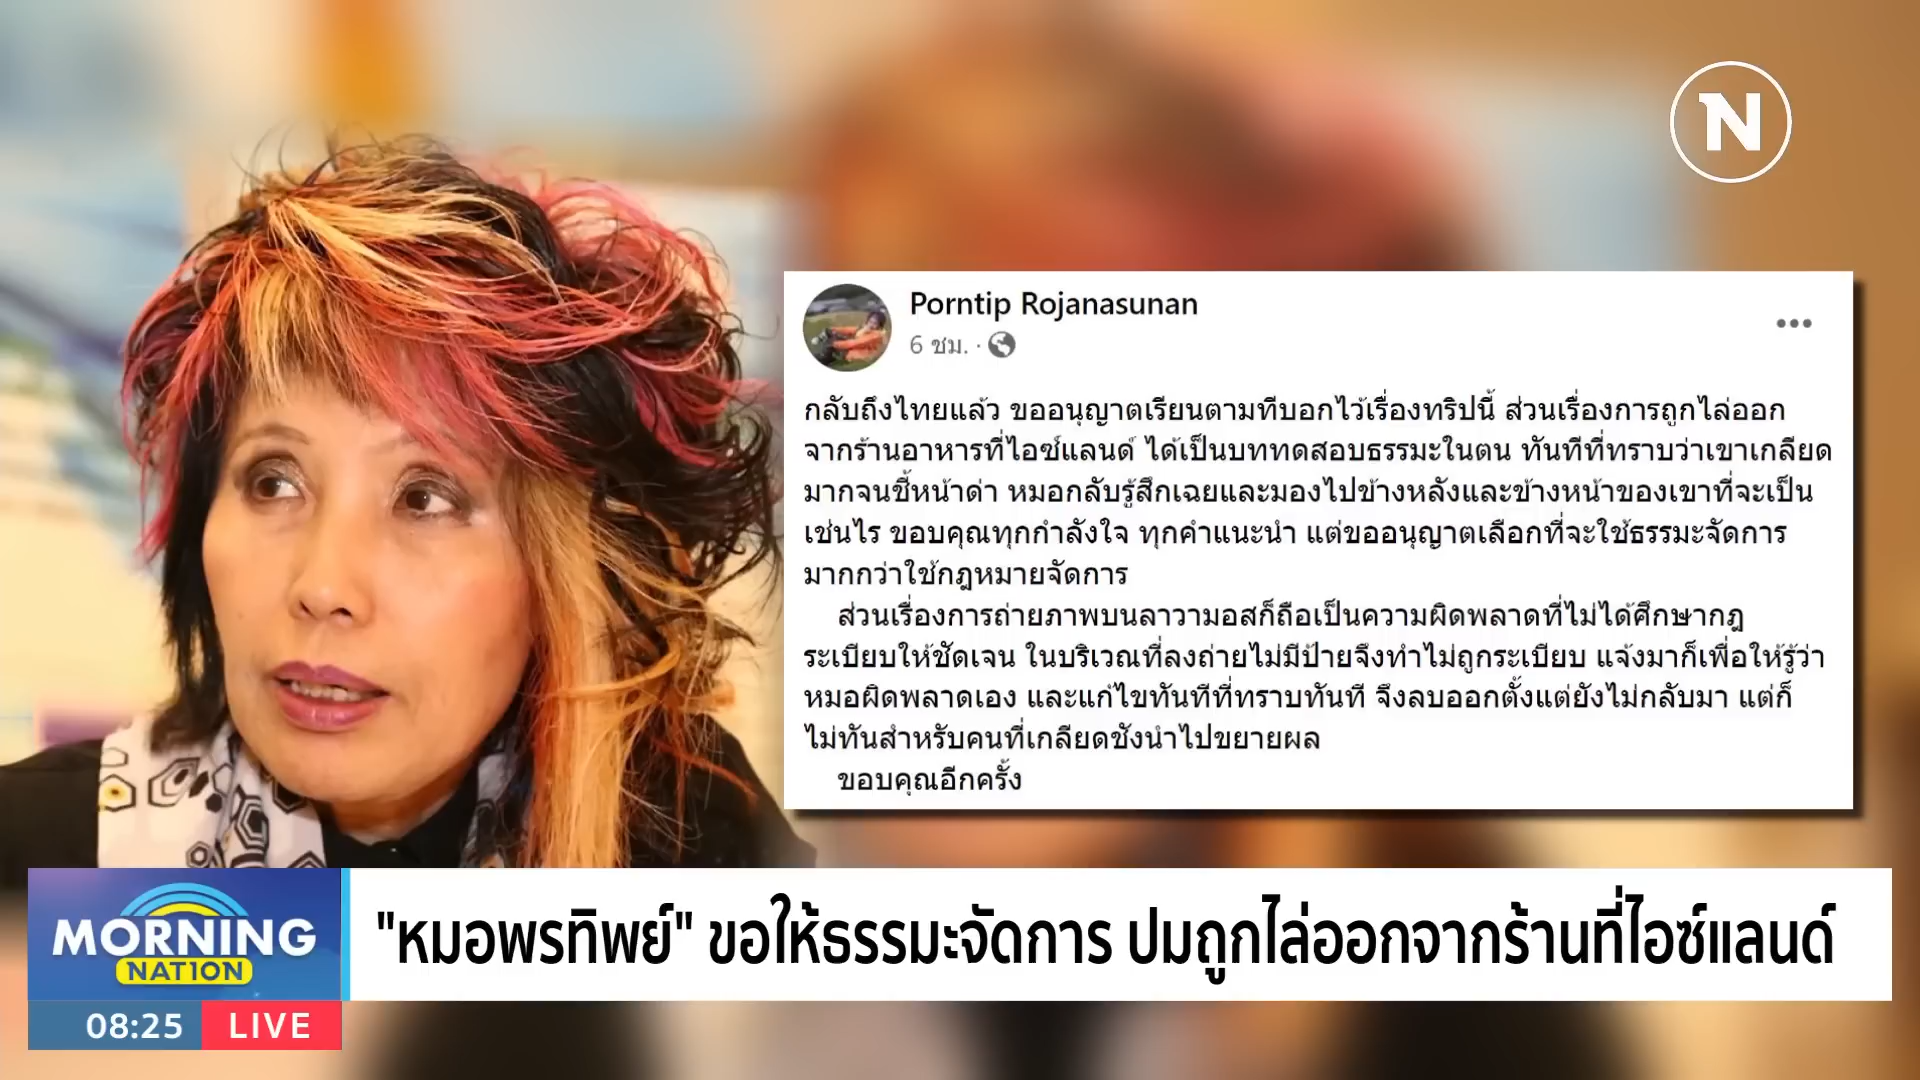 N
Porntip Rojanasunan
6 ชม.
กลับถึงไทยแล้ว ขออนุญาตเรียนตามทีบอกไว้เรื่องทริปนี้ ส่วนเรื่องการถูกไล่ออก
จากร้านอาหารที่ไอซ์แลนด์ ได้เป็นบททดสอบธรรมะในตน ทันทีที่ทราบว่าเขาเกลียด
มากจนชี้หน้าด่า หมอกลับรู้สึกเฉยและมองไปข้างหลังและข้างหน้าของเขาที่จะเป็น
เช่นไร ขอบคุณทุกกำลังใจ ทุกคำแนะนำ แต่ขออนุญาตเลือกที่จะใช้ธรรมะจัดการ
มากกว่าใช้กฎหมายจัดการ
ส่วนเรื่องการถ่ายภาพบนลาวามอสก็ถือเป็นความผิดพลาดที่ไม่ได้ศึกษากฎ
ระเบียบให้ชัดเจน ในบริเวณที่ลงถ่ายไม่มีป้ายจึงทำไม่ถูกระเบียบ แจ้งมาก็เพื่อให้รู้ว่า
หมอผิดพลาดเอง และแก้ไขทันทีที่ทราบทันที จึงลบออกตั้งแต่ยังไม่กลับมา แต่ก็
ไม่ทันสำหรับคนที่เกลียดชังนำไปขยายผล
ขอบคุณอีกครั้ง
MORNING
NATION
"หมอพรทิพย์" ขอให้ธรรมะจัดการ ปมถูกไล่ออกจากร้านที่ไอซ์แลนด์
08:25 LIVE